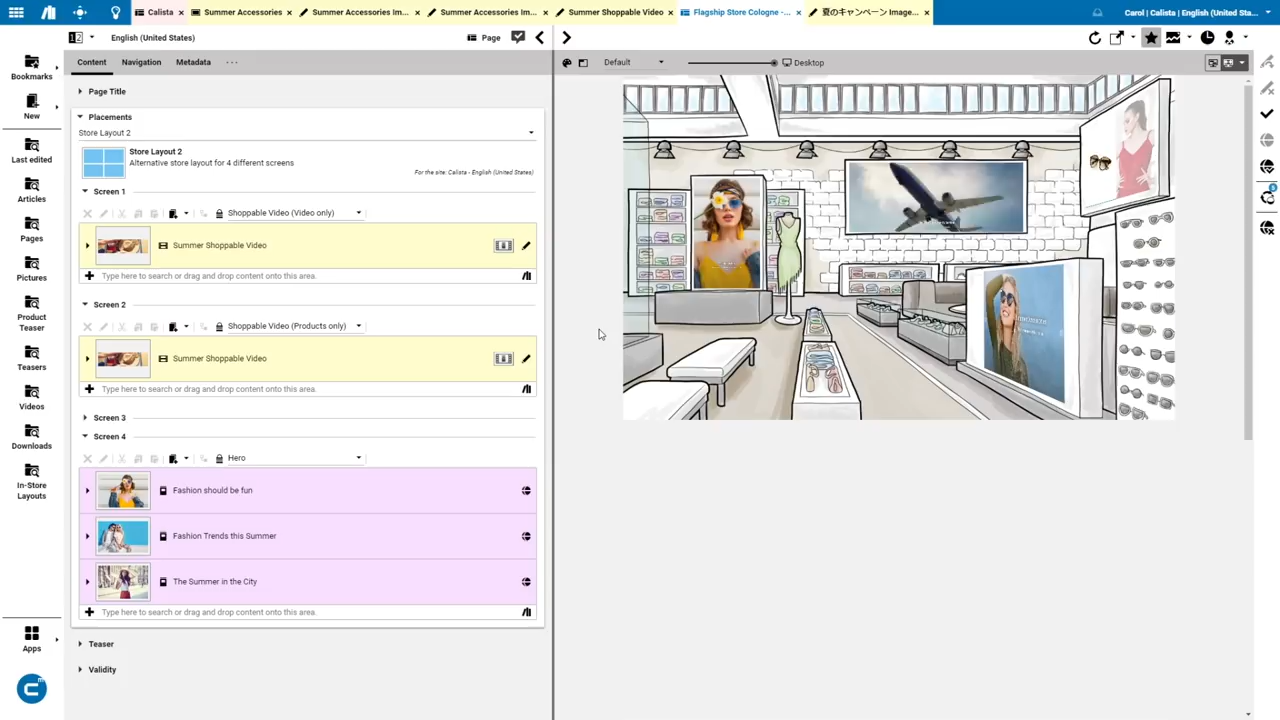 Calista
Summer Accessories
Summer Accessories Im...
Summer Accessories Im...
Summer Shoppable Video
Flagship Store Cologne -...
夏のキャンペーン Image...
Carol | Calista | English (United Sta...
English (United States)
Page
Bookmarks
New
Last edited
Articles
Pages
Pictures
Product
Teaser
Teasers
Videos
Downloads
In-Store
Layouts
Apps
Content
Navigation
Metadata
Page Title
Placements
Store Layout 2
Store Layout 2
Alternative store layout for 4 different screens
For the site: Calista - English (United States)
Screen 1
Shoppable Video (Video only)
Summer Shoppable Video
Type here to search or drag and drop content onto this area.
Screen 2
Shoppable Video (Products only)
Summer Shoppable Video
Type here to search or drag and drop content onto this area.
Screen 3
Screen 4
Hero
Fashion should be fun
Fashion Trends this Summer
The Summer in the City
Type here to search or drag and drop content onto this area.
Teaser
Validity
Default
Desktop